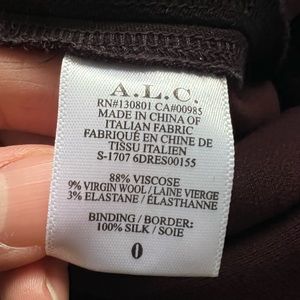 A.L.C.
RN#130801 CA#00985
MADE IN CHINA OF
ITALIAN FABRIC
FABRIQUÉ EN CHINE DE
TISSU ITALIEN
S-1707 6DRES00155
88% VISCOSE
9% VIRGIN WOOL / LAINE VIERGE
3% ELASTANE / ÉLASTHANNE
BINDING / BORDER:
100% SILK / SOIE
0